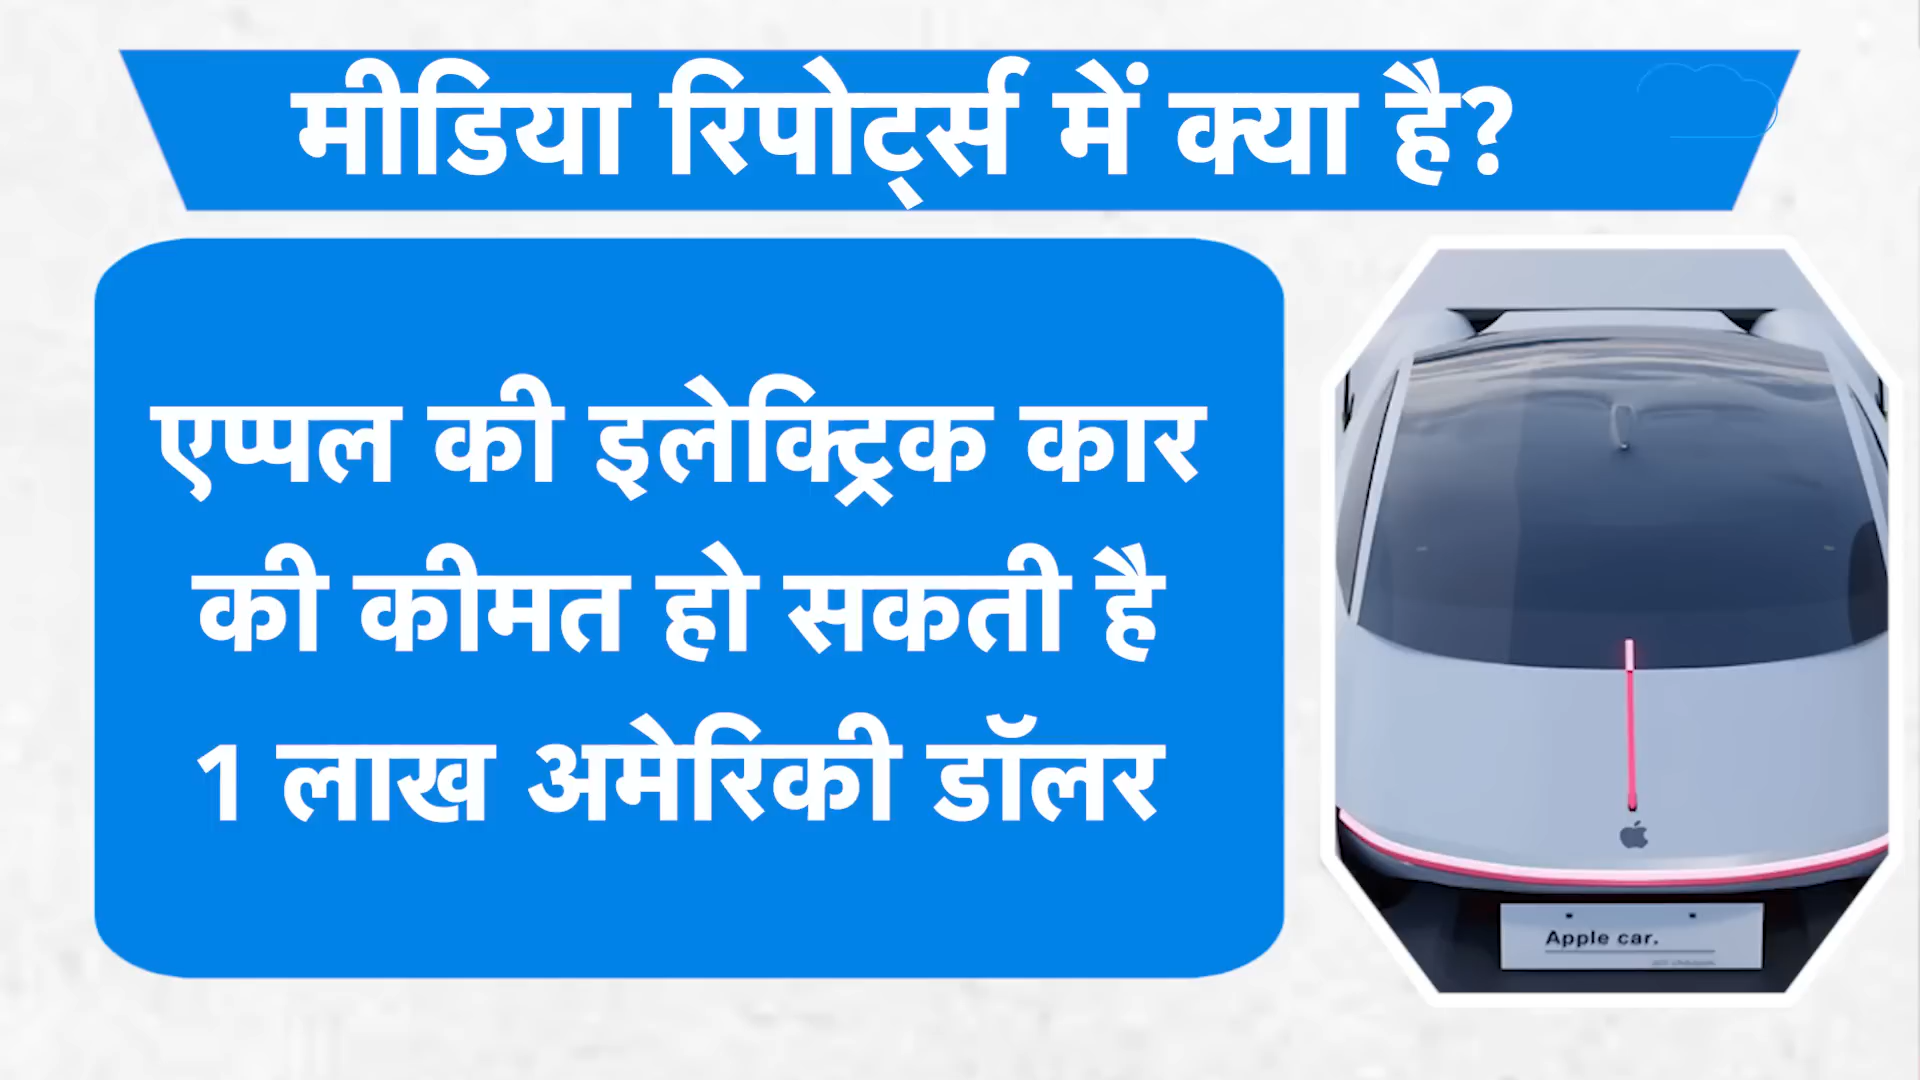 मीडिया रिपोर्ट्स में क्या है?
एप्पल की इलेक्ट्रिक कार
की कीमत हो सकती है
1 लाख अमेरिकी डॉलर
Apple car.